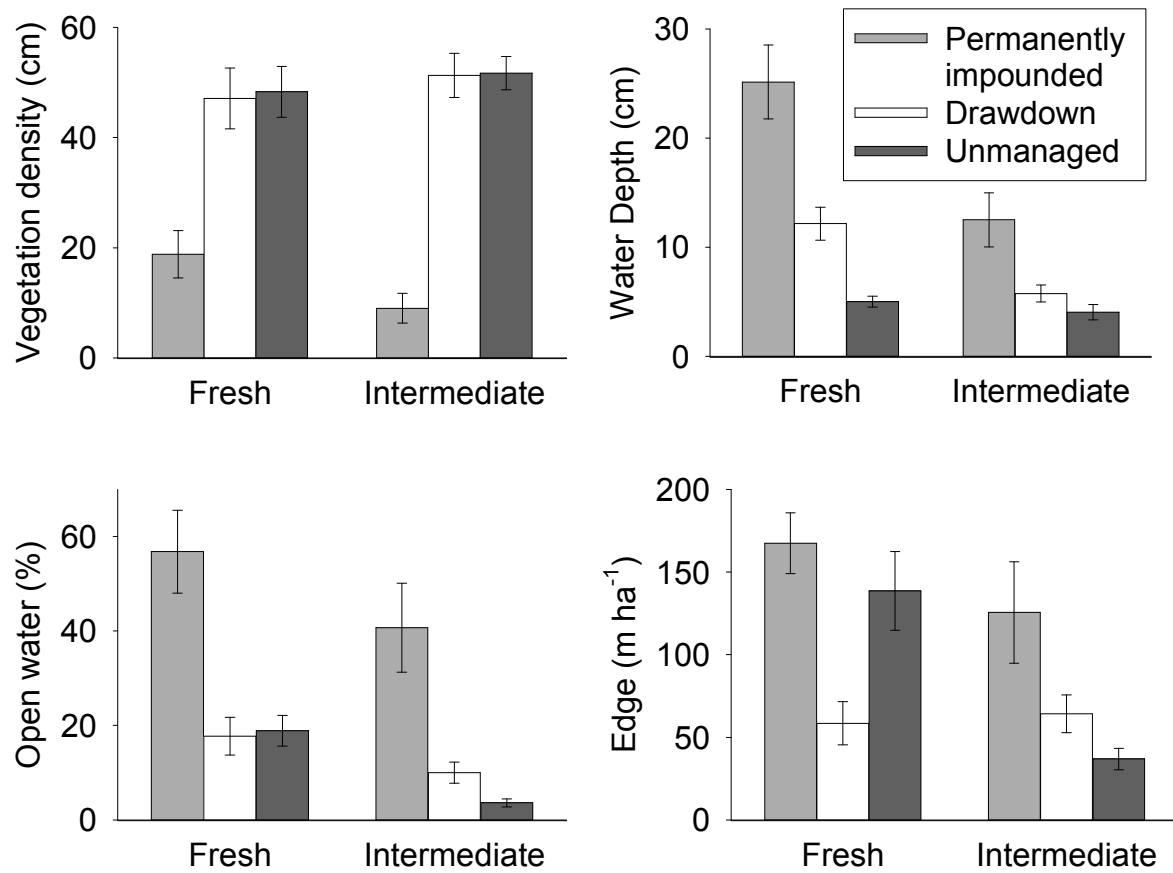 Vegetation density (cm)
60
40
20
0
Fresh Intermediate
Water Depth (cm)
30
20
10
0
Fresh Intermediate
Permanently
impounded
Drawdown
Unmanaged
Open water (%)
60
40
20
0
Fresh Intermediate
Edge (m ha⁻¹)
200
150
100
50
0
Fresh Intermediate